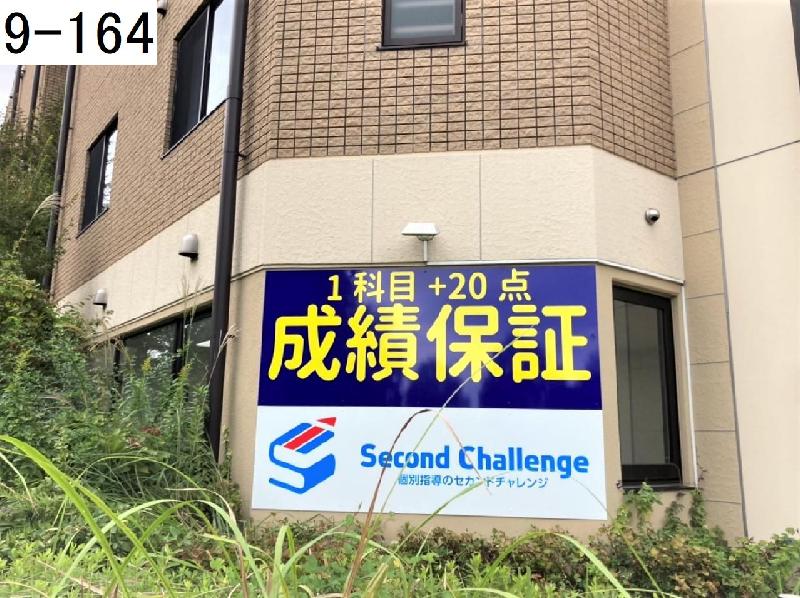 9-164
1科目+20点
成績保証
Second Challenge
個別指導のセカンドチャレンジ